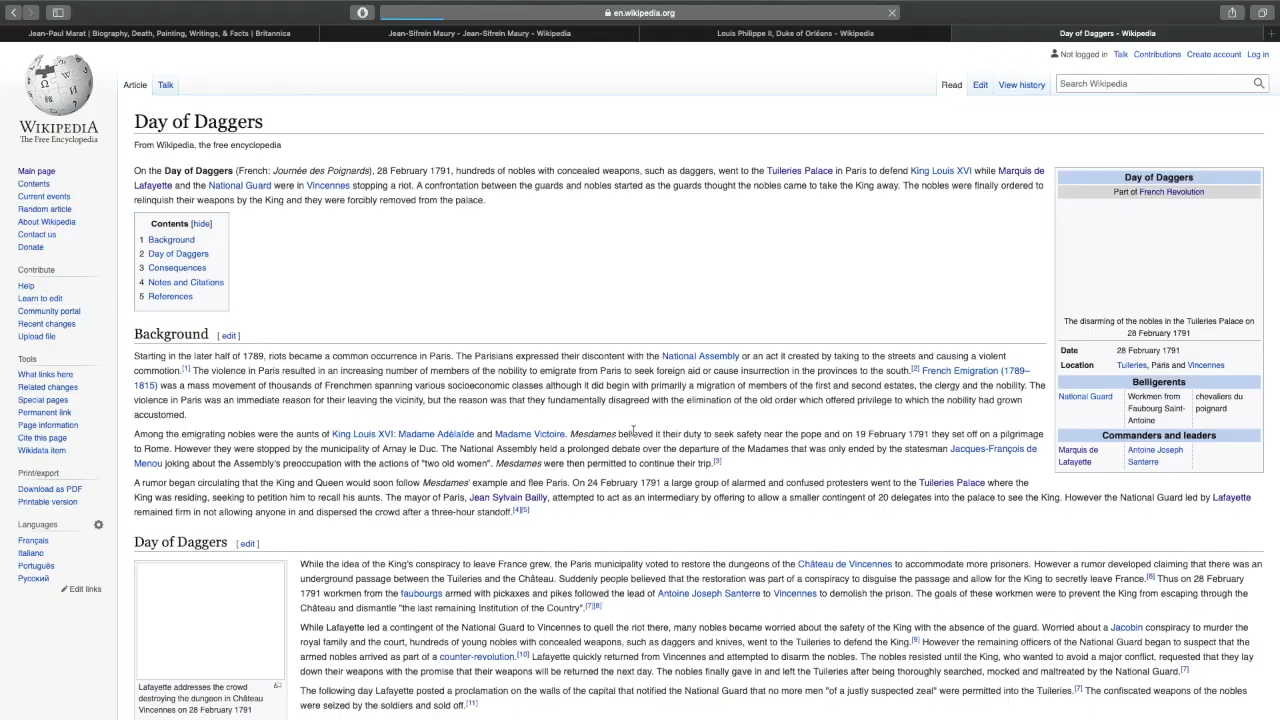 en.wikipedia.org
Jean-Paul Marat | Biography, Death, Painting, Writings, & Facts | Britannica
Jean-Sifrein Maury - Jean-Sifrein Maury - Wikipedia
Louis Philippe II, Duke of Orléans - Wikipedia
Day of Daggers - Wikipedia
Not logged in Talk Contributions Create account Log in
Article Talk
Read Edit View history
Search Wikipedia
WIKIPEDIA
The Free Encyclopedia
Main page
Contents
Current events
Random article
About Wikipedia
Contact us
Donate
Contribute
Help
Learn to edit
Community portal
Recent changes
Upload file
Tools
What links here
Related changes
Special pages
Permanent link
Page information
Cite this page
Wikidata item
Print/export
Download as PDF
Printable version
Languages
Français
Italiano
Português
Русский
Edit links
Day of Daggers
From Wikipedia, the free encyclopedia
On the Day of Daggers (French: Journée des Poignards), 28 February 1791, hundreds of nobles with concealed weapons, such as daggers, went to the Tuileries Palace in Paris to defend King Louis XVI while Marquis de
Lafayette and the National Guard were in Vincennes stopping a riot. A confrontation between the guards and nobles started as the guards thought the nobles came to take the King away. The nobles were finally ordered to
relinquish their weapons by the King and they were forcibly removed from the palace.
Contents [hide]
1 Background
2 Day of Daggers
3 Consequences
4 Notes and Citations
5 References
Day of Daggers
Part of French Revolution
The disarming of the nobles in the Tuileries Palace on
28 February 1791
Date 28 February 1791
Location Tuileries, Paris and Vincennes
Belligerents
National Guard
Workmen from
Faubourg Saint-
Antoine
chevaliers du
poignard
Commanders and leaders
Marquis de
Lafayette
Antoine Joseph
Santerre
Background [ edit ]
Starting in the later half of 1789, riots became a common occurrence in Paris. The Parisians expressed their discontent with the National Assembly or an act it created by taking to the streets and causing a violent
commotion.[1] The violence in Paris resulted in an increasing number of members of the nobility to emigrate from Paris to seek foreign aid or cause insurrection in the provinces to the south.[2] French Emigration (1789–
1815) was a mass movement of thousands of Frenchmen spanning various socioeconomic classes although it did begin with primarily a migration of members of the first and second estates, the clergy and the nobility. The
violence in Paris was an immediate reason for their leaving the vicinity, but the reason was that they fundamentally disagreed with the elimination of the old order which offered privilege to which the nobility had grown
accustomed.
Among the emigrating nobles were the aunts of King Louis XVI: Madame Adélaïde and Madame Victoire. Mesdames believed it their duty to seek safety near the pope and on 19 February 1791 they set off on a pilgrimage
to Rome. However they were stopped by the municipality of Arnay le Duc. The National Assembly held a prolonged debate over the departure of the Madames that was only ended by the statesman Jacques-François de
Menou joking about the Assembly's preoccupation with the actions of "two old women". Mesdames were then permitted to continue their trip.[3]
A rumor began circulating that the King and Queen would soon follow Mesdames' example and flee Paris. On 24 February 1791 a large group of alarmed and confused protesters went to the Tuileries Palace where the
King was residing, seeking to petition him to recall his aunts. The mayor of Paris, Jean Sylvain Bailly, attempted to act as an intermediary by offering to allow a smaller contingent of 20 delegates into the palace to see the King. However the National Guard led by Lafayette
remained firm in not allowing anyone in and dispersed the crowd after a three-hour standoff.[4][5]
Day of Daggers [ edit ]
Lafayette addresses the crowd
destroying the dungeon in Château
Vincennes on 28 February 1791
While the idea of the King's conspiracy to leave France grew, the Paris municipality voted to restore the dungeons of the Château de Vincennes to accommodate more prisoners. However a rumor developed claiming that there was an
underground passage between the Tuileries and the Château. Suddenly people believed that the restoration was part of a conspiracy to disguise the passage and allow for the King to secretly leave France.[6] Thus on 28 February
1791 workmen from the faubourgs armed with pickaxes and pikes followed the lead of Antoine Joseph Santerre to Vincennes to demolish the prison. The goals of these workmen were to prevent the King from escaping through the
Château and dismantle "the last remaining Institution of the Country".[7][8]
While Lafayette led a contingent of the National Guard to Vincennes to quell the riot there, many nobles became worried about the safety of the King with the absence of the guard. Worried about a Jacobin conspiracy to murder the
royal family and the court, hundreds of young nobles with concealed weapons, such as daggers and knives, went to the Tuileries to defend the King.[9] However the remaining officers of the National Guard began to suspect that the
armed nobles arrived as part of a counter-revolution.[10] Lafayette quickly returned from Vincennes and attempted to disarm the nobles. The nobles resisted until the King, who wanted to avoid a major conflict, requested that they lay
down their weapons with the promise that their weapons will be returned the next day. The nobles finally gave in and left the Tuileries after being thoroughly searched, mocked and maltreated by the Guard.[7]
The following day Lafayette posted a proclamation on the walls of the capital that notified the National Guard that no more men "of a justly suspected zeal" were permitted into the Tuileries.[7] The confiscated weapons of the nobles
were seized by the soldiers and sold off.[11]